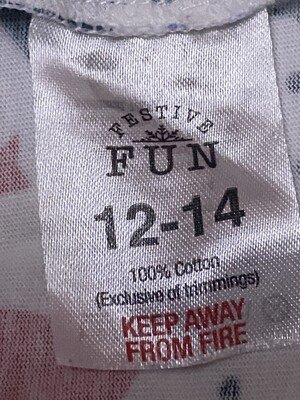 FESTIVE
FUN
12-14
100% Cotton
(Exclusive of trimmings)
KEEP AWAY
FROM FIRE